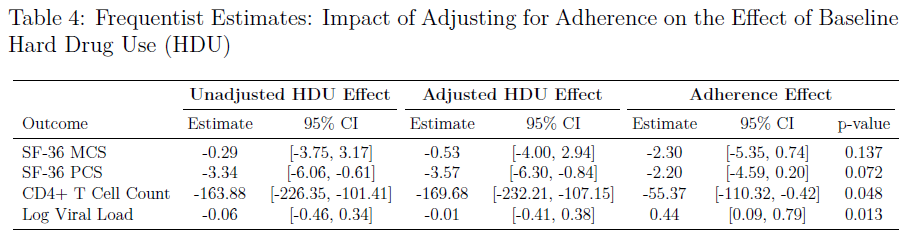 Table 4: Frequentist Estimates: Impact of Adjusting for Adherence on the Effect of Baseline
Hard Drug Use (HDU)
Unadjusted HDU Effect Adjusted HDU Effect Adherence Effect
Outcome Estimate 95% CI Estimate 95% CI Estimate 95% CI p-value
SF-36 MCS -0.29 [-3.75, 3.17] -0.53 [-4.00, 2.94] -2.30 [-5.35, 0.74] 0.137
SF-36 PCS -3.34 [-6.06, -0.61] -3.57 [-6.30, -0.84] -2.20 [-4.59, 0.20] 0.072
CD4+ T Cell Count -163.88 [-226.35, -101.41] -169.68 [-232.21, -107.15] -55.37 [-110.32, -0.42] 0.048
Log Viral Load -0.06 [-0.46, 0.34] -0.01 [-0.41, 0.38] 0.44 [0.09, 0.79] 0.013